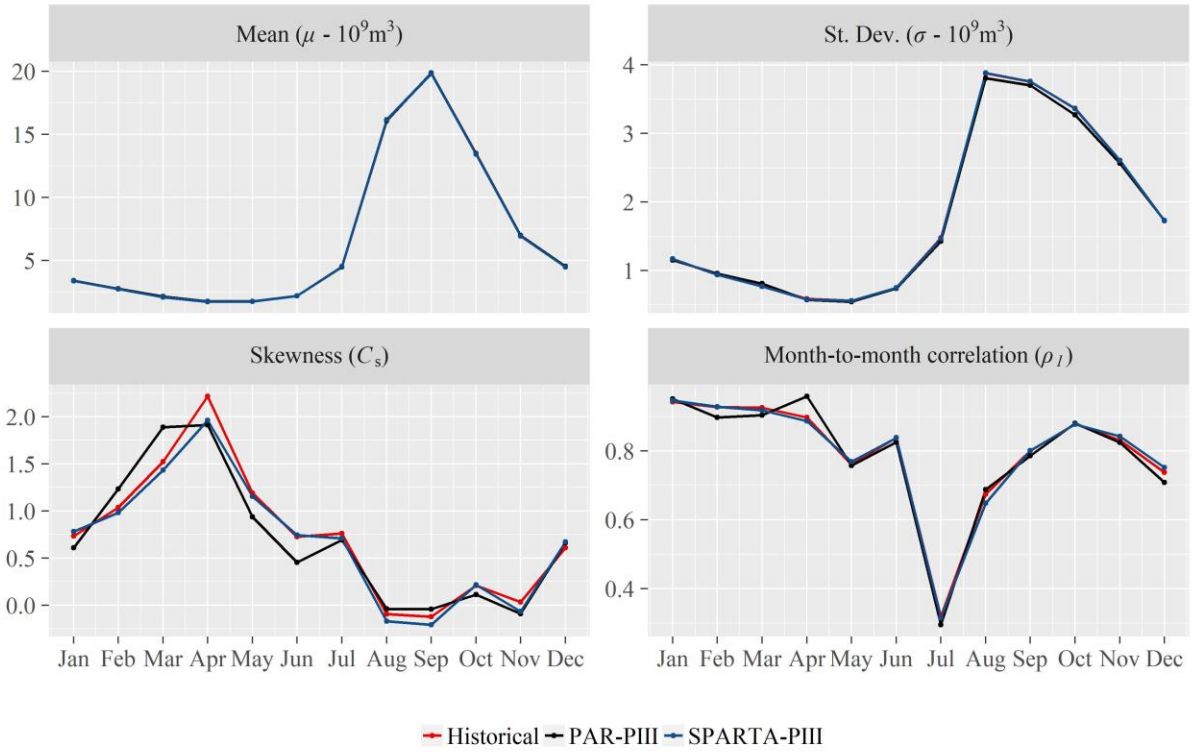 Mean (μ - 10⁹m³)
20
15
10
5
St. Dev. (σ - 10⁹m³)
4
3
2
1
Skewness (Cₛ)
2.0
1.5
1.0
0.5
0.0
Jan Feb Mar Apr May Jun Jul Aug Sep Oct Nov Dec
Month-to-month correlation (ρ₁)
0.8
0.6
0.4
Jan Feb Mar Apr May Jun Jul Aug Sep Oct Nov Dec
Historical PAR-PIII SPARTA-PIII